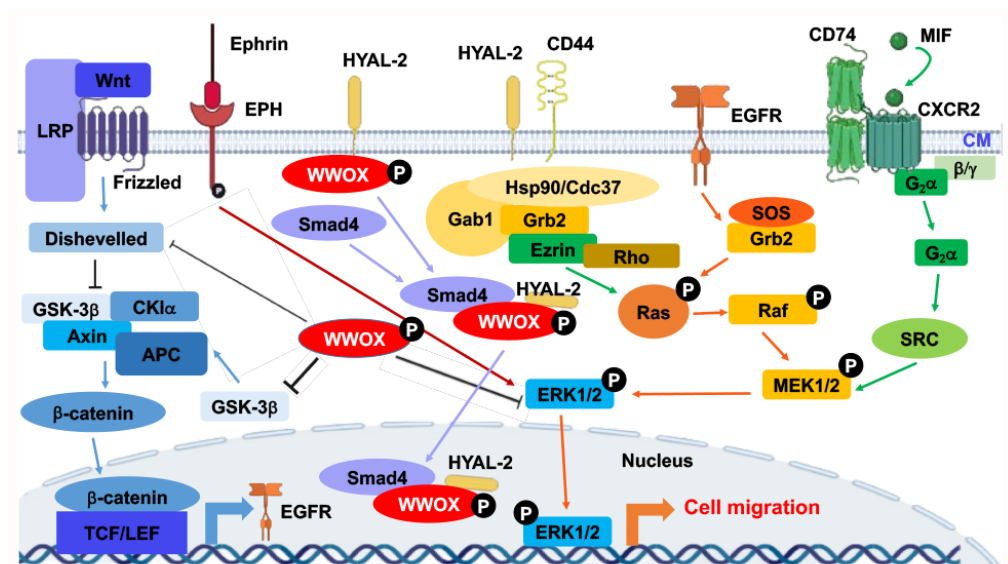 Ephrin
HYAL-2
HYAL-2
CD44
CD74
MIF
Wnt
LRP
EPH
EGFR
CXCR2
CM
Frizzled
P
WWOX
P
Hsp90/Cdc37
β/γ
G₂α
Gab1
Grb2
Smad4
SOS
Grb2
Dishevelled
Ezrin
Rho
G₂α
GSK-3β
CKIα
Smad4
HYAL-2
P
Ras
Raf
P
Axin
WWOX
P
WWOX
P
SRC
APC
GSK-3β
ERK1/2
P
MEK1/2
P
β-catenin
Nucleus
Smad4
HYAL-2
β-catenin
EGFR
WWOX
P
P
Cell migration
TCF/LEF
ERK1/2